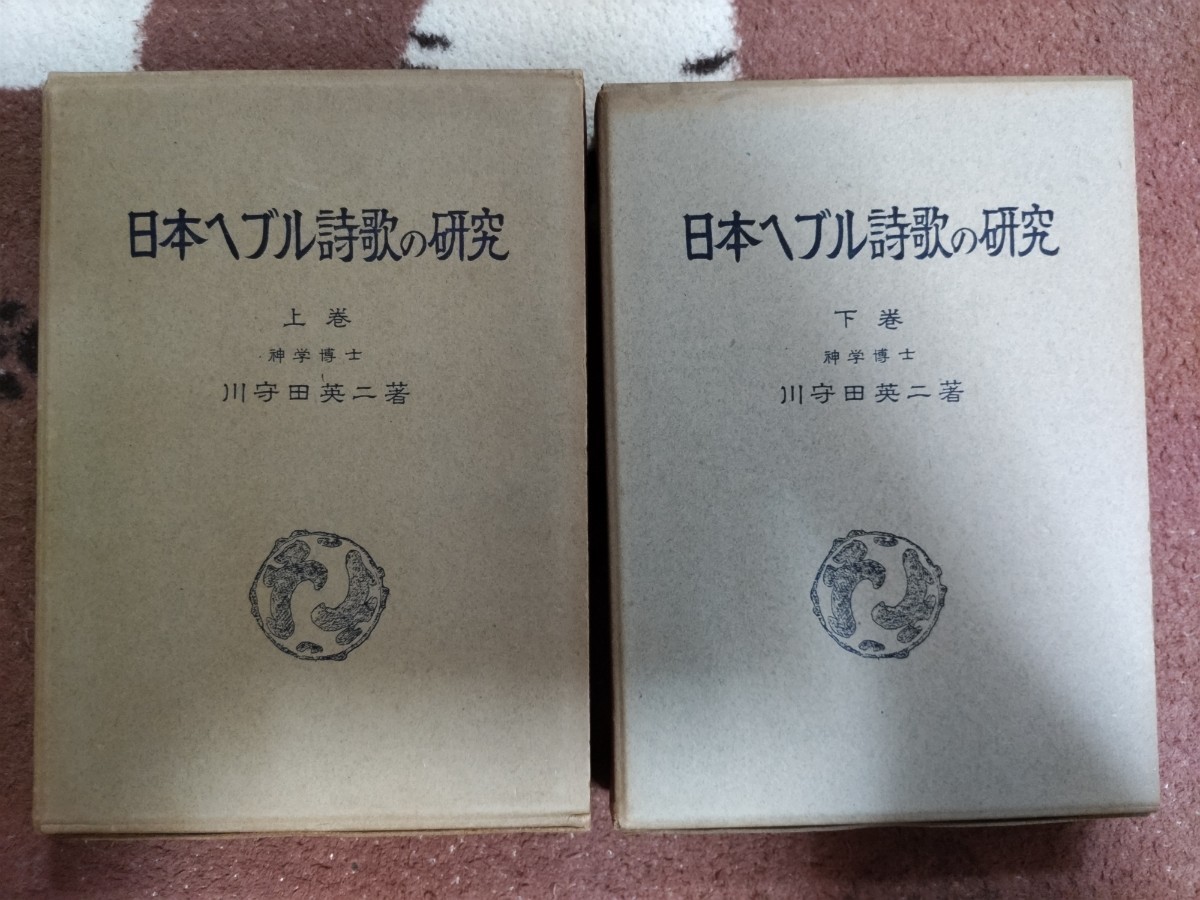 日本ヘブル詩歌の研究
上巻
神学博士
川守田英二著
日本ヘブル詩歌の研究
下巻
神学博士
川守田英二著